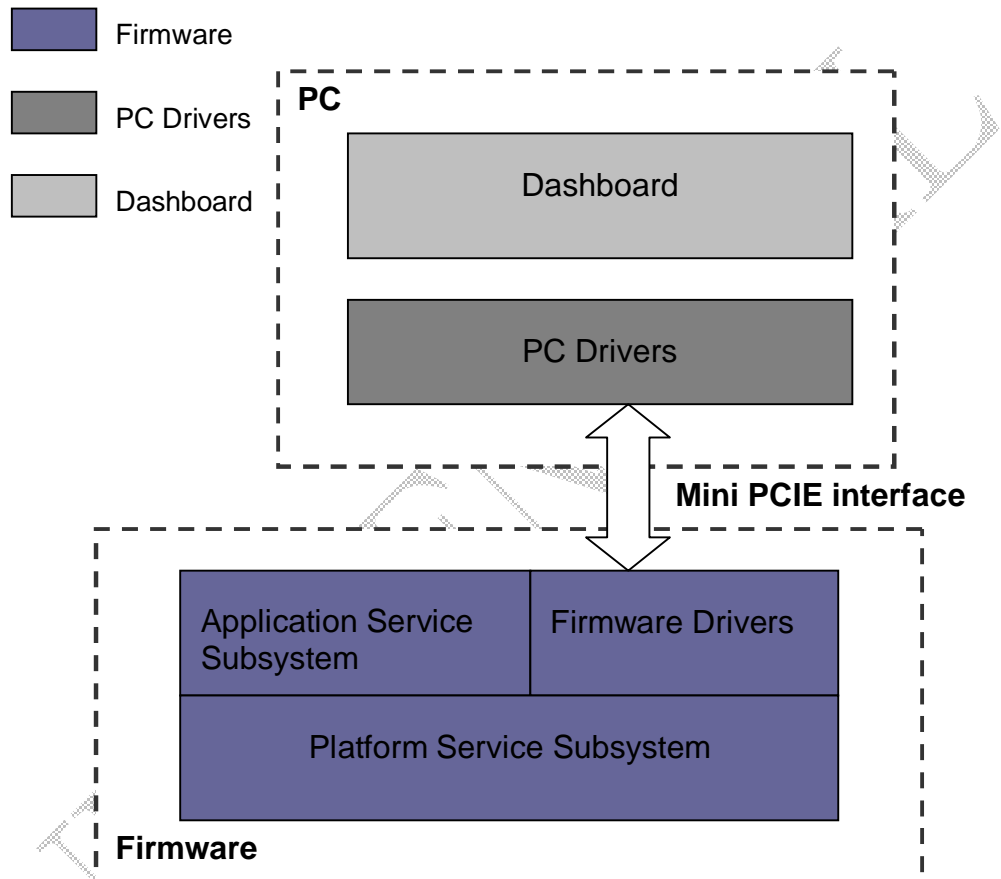 Firmware
PC Drivers
Dashboard
PC
Dashboard
PC Drivers
Mini PCIE interface
Application Service
Subsystem
Firmware Drivers
Platform Service Subsystem
Firmware